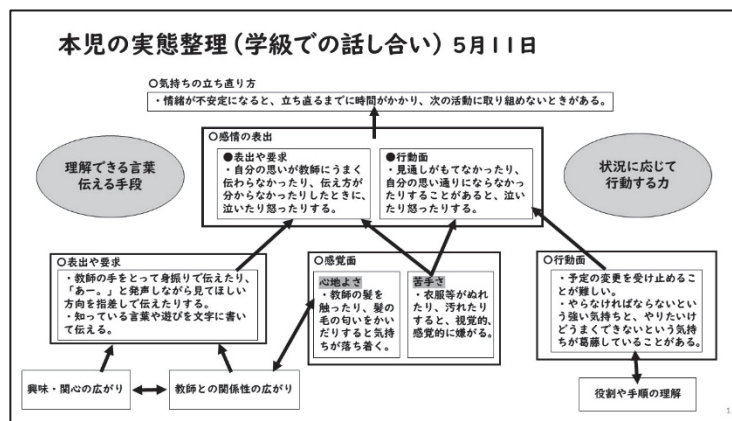 本児の実態整理(学級での話し合い) 5月11日
○気持ちの立ち直り方
・情緒が不安定になると、立ち直るまでに時間がかかり、次の活動に取り組めないときがある。
○感情の表出
●表出や要求
・自分の思いが教師にうまく
伝わらなかったり、伝え方が
分からなかったりしたときに、
泣いたり怒ったりする。
●行動面
・見通しがもてなかったり、
自分の思い通りにならなかっ
たりすることがあると、泣い
たり怒ったりする。
理解できる言葉
伝える手段
状況に応じて
行動する力
○表出や要求
・教師の手をとって身振りで伝えたり、
「あー。」と発声しながら見てほしい
方向を指差しで伝えたりする。
・知っている言葉や遊びを文字に書い
て伝える。
○感覚面
心地よさ
・教師の髪を
触ったり、髪
の毛の匂いをか
いだりすると気持
ちが落ち着く。
苦手さ
・衣服等がぬれ
たり、汚れたり
すると、視覚的、
感覚的に嫌がる。
○行動面
・予定の変更を受け止めるこ
とが難しい。
・やらなければならないとい
う強い気持ちと、やりたいけ
どうまくできないという気持
ちが葛藤していることがある。
興味・関心の広がり
教師との関係性の広がり
役割や手順の理解
1